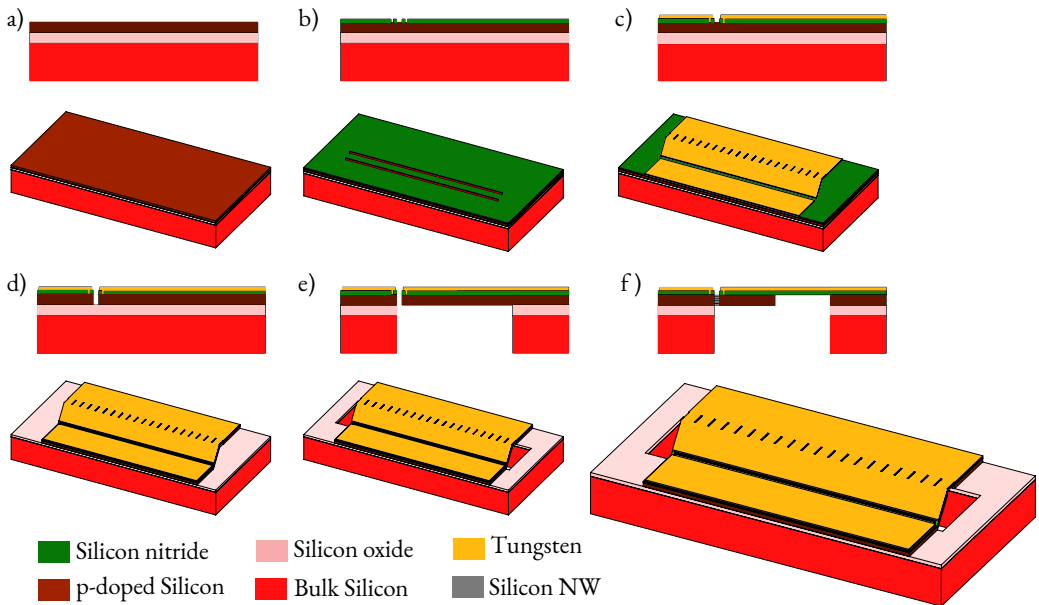 a)
b)
c)
d)
e)
f)
Silicon nitride
Silicon oxide
Tungsten
p-doped Silicon
Bulk Silicon
Silicon NW